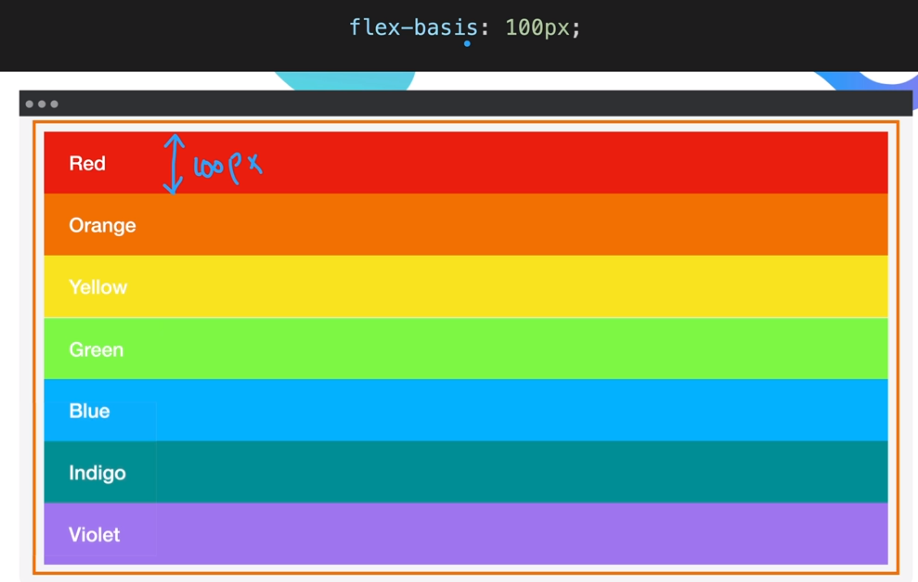 flex-basis: 100px;
Red
100px
Orange
Yellow
Green
Blue
Indigo
Violet